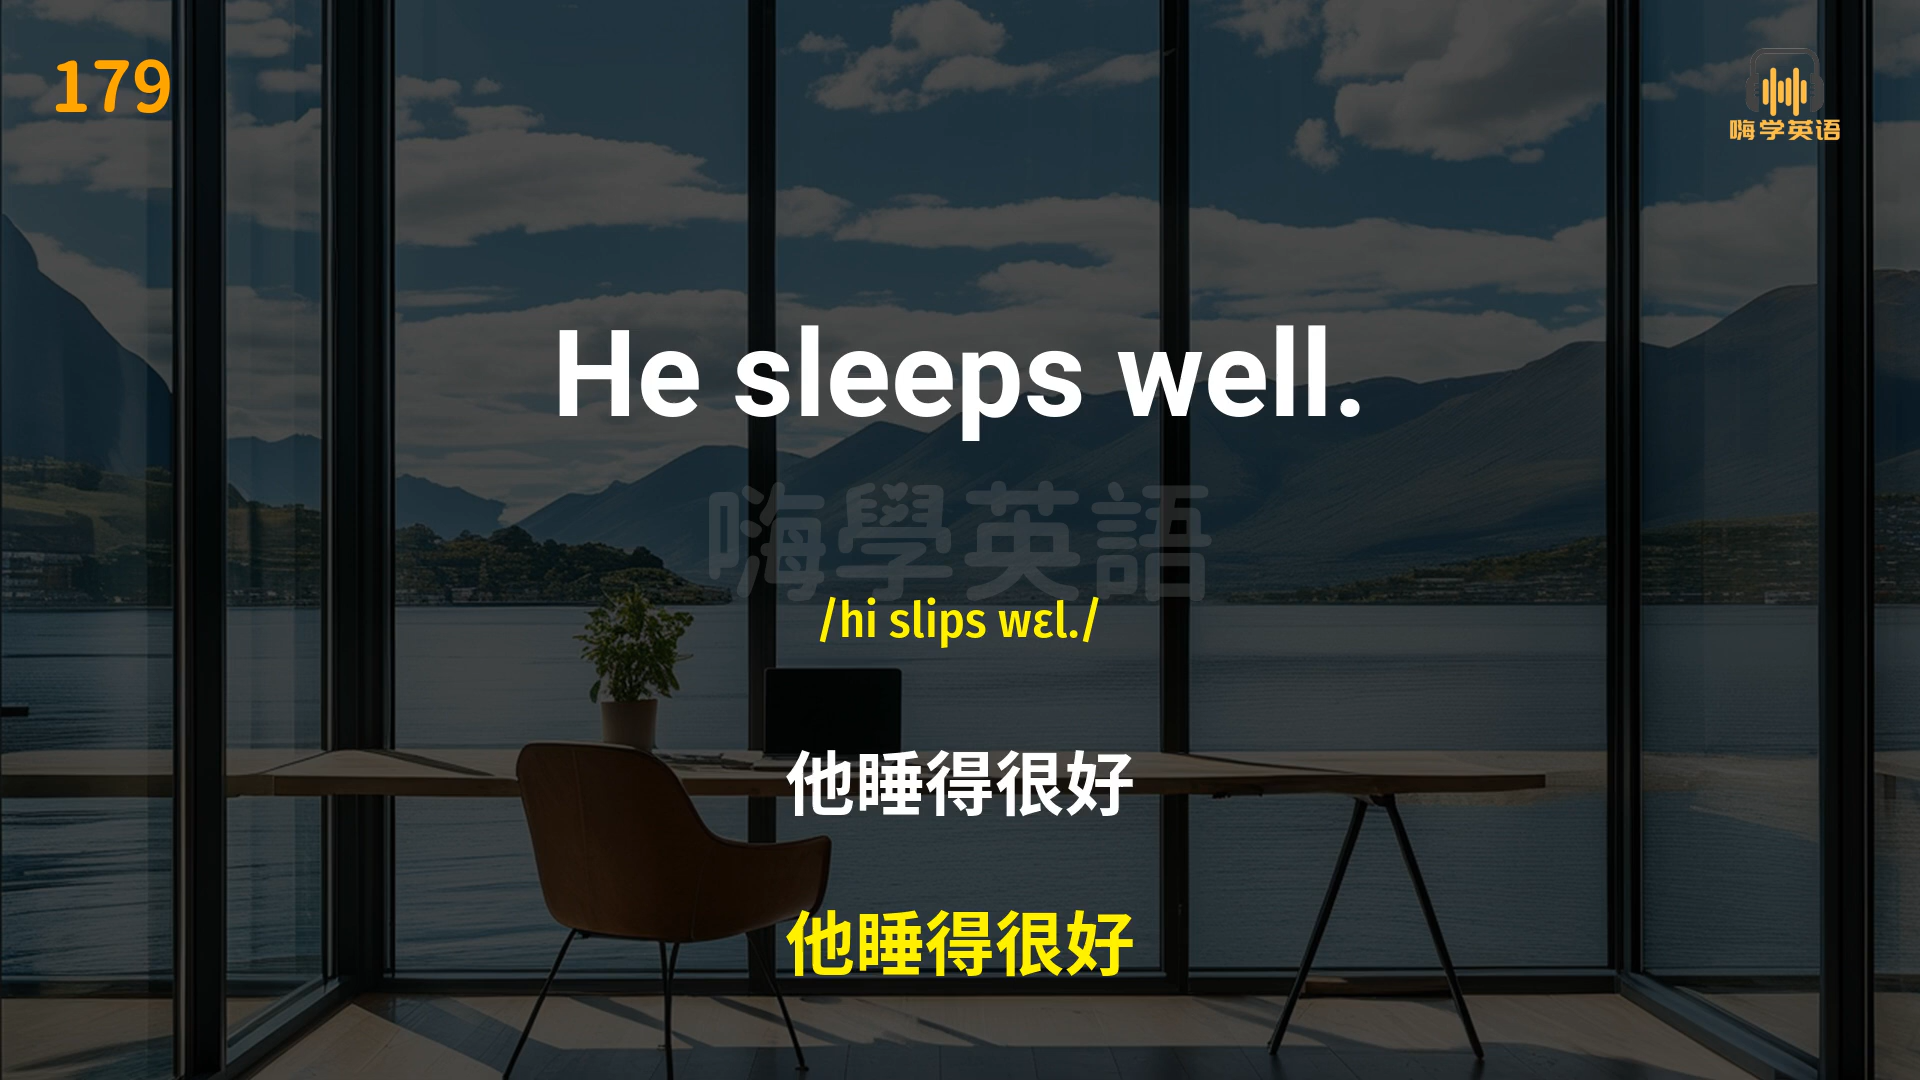 179
嗨学英语
He sleeps well.
嗨學英語
/hi slips wɛl./
他睡得很好
他睡得很好